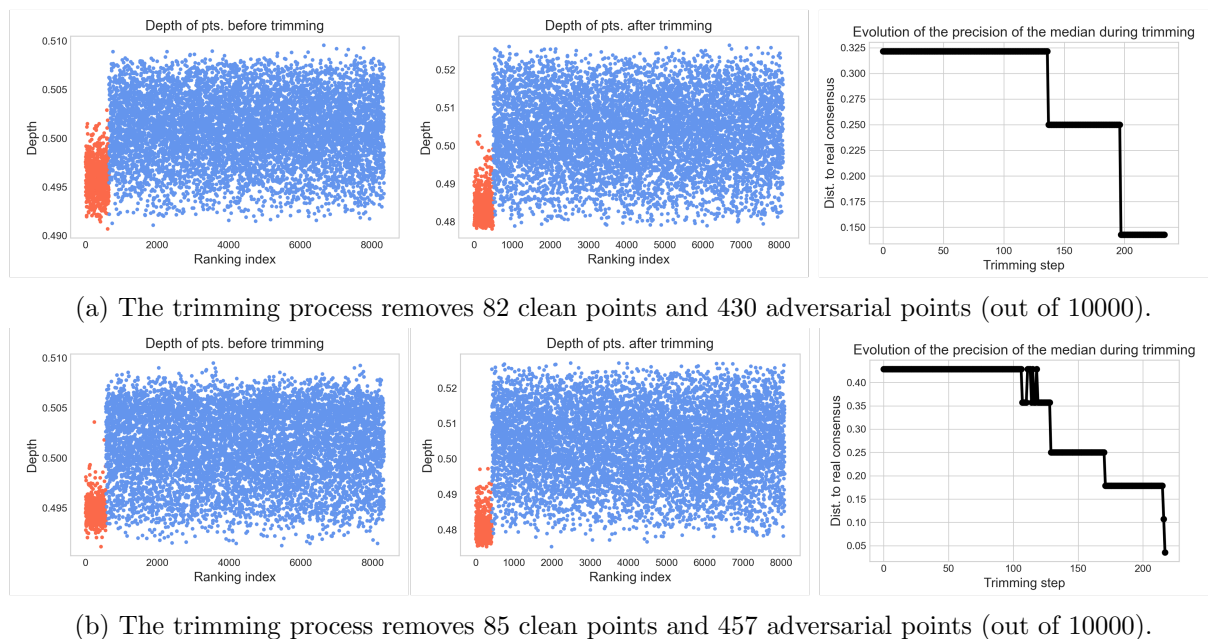 Depth of pts. before trimming
0.510
0.505
0.500
0.495
0.490
Depth
0 2000 4000 6000 8000
Ranking index
Depth of pts. after trimming
0.52
0.51
0.50
0.49
0.48
Depth
0 1000 2000 3000 4000 5000 6000 7000 8000
Ranking index
Evolution of the precision of the median during trimming
0.325
0.300
0.275
0.250
0.225
0.200
0.175
0.150
Dist. to real consensus
0 50 100 150 200
Trimming step
(a) The trimming process removes 82 clean points and 430 adversarial points (out of 10000).
Depth of pts. before trimming
0.510
0.505
0.500
0.495
Depth
0 2000 4000 6000 8000
Ranking index
Depth of pts. after trimming
0.52
0.51
0.50
0.49
0.48
Depth
0 1000 2000 3000 4000 5000 6000 7000 8000
Ranking index
Evolution of the precision of the median during trimming
0.40
0.35
0.30
0.25
0.20
0.15
0.10
0.05
Dist. to real consensus
0 50 100 150 200
Trimming step
(b) The trimming process removes 85 clean points and 457 adversarial points (out of 10000).